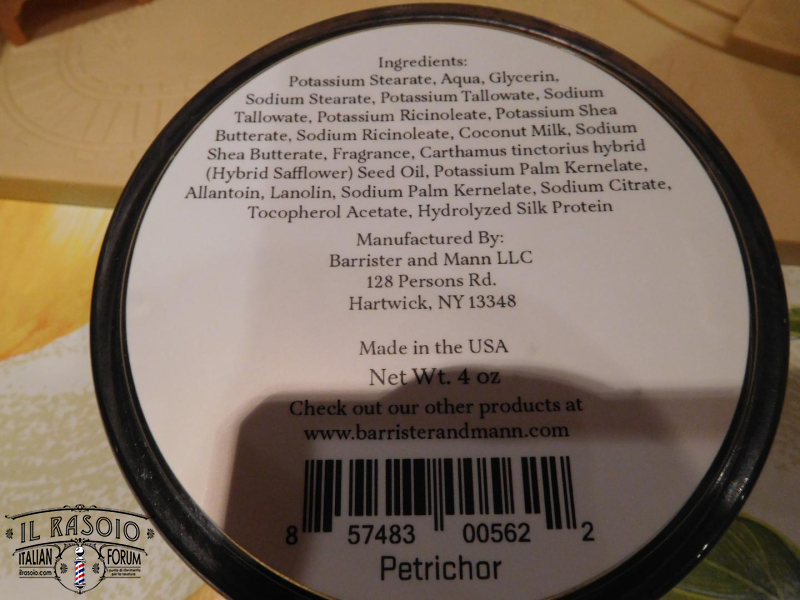 Ingredients:
Potassium Stearate, Aqua, Glycerin,
Sodium Stearate, Potassium Tallowate, Sodium
Tallowate, Potassium Ricinoleate, Potassium Shea
Butterate, Sodium Ricinoleate, Coconut Milk, Sodium
Shea Butterate, Fragrance, Carthamus tinctorius hybrid
(Hybrid Safflower) Seed Oil, Potassium Palm Kernelate,
Allantoin, Lanolin, Sodium Palm Kernelate, Sodium Citrate,
Tocopherol Acetate, Hydrolyzed Silk Protein
Manufactured By:
Barrister and Mann LLC
128 Persons Rd.
Hartwick, NY 13348
Made in the USA
Net Wt. 4 oz
Check out our other products at
www.barristerandmann.com
8 57483 00562 2
Petrichor
IL RASOIO
ITALIAN FORUM
ilrasoio.com